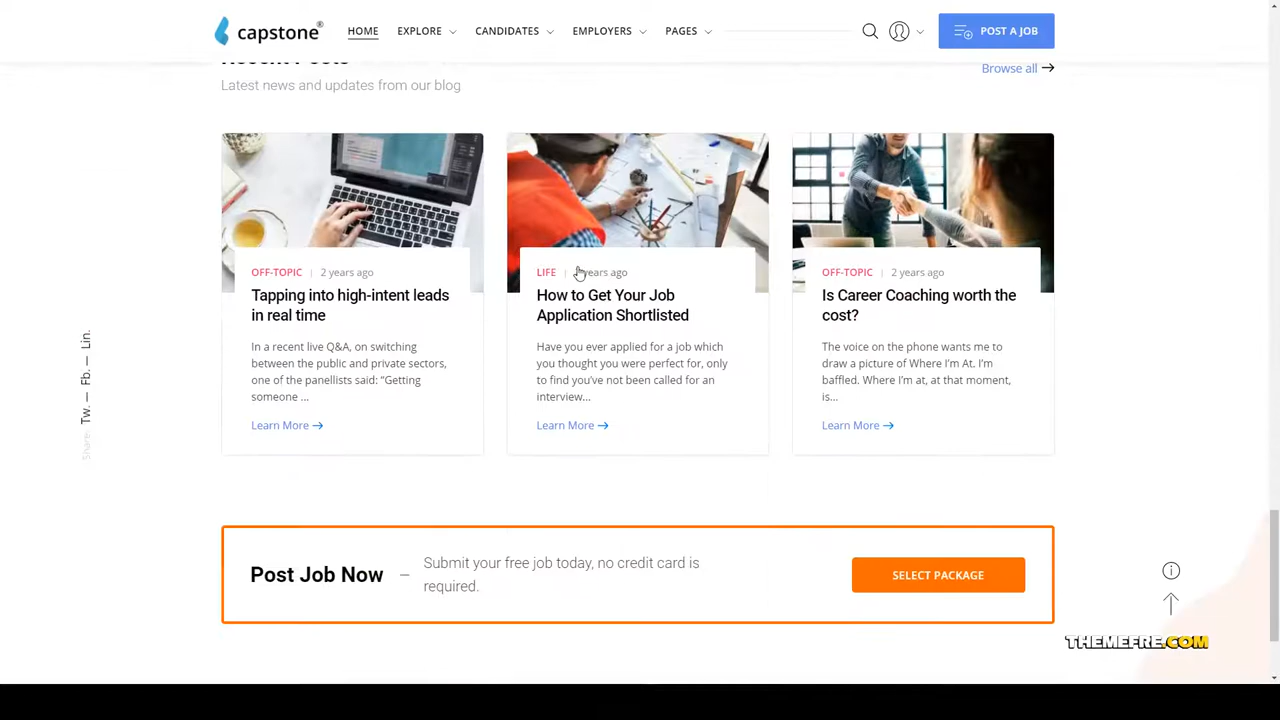 capstone®
HOME EXPLORE CANDIDATES EMPLOYERS PAGES
POST A JOB
Recent Posts
Browse all
Latest news and updates from our blog
OFF-TOPIC | 2 years ago
Tapping into high-intent leads
in real time
In a recent live Q&A, on switching
between the public and private sectors,
one of the panellists said: “Getting
someone ...
Learn More
LIFE | years ago
How to Get Your Job
Application Shortlisted
Have you ever applied for a job which
you thought you were perfect for, only
to find you’ve not been called for an
interview...
Learn More
OFF-TOPIC | 2 years ago
Is Career Coaching worth the
cost?
The voice on the phone wants me to
draw a picture of Where I’m At. I’m
baffled. Where I’m at, at that moment,
is...
Learn More
Share Tw. — Fb. — Lin.
Post Job Now — Submit your free job today, no credit card is
required.
SELECT PACKAGE
THEMEFRE.COM